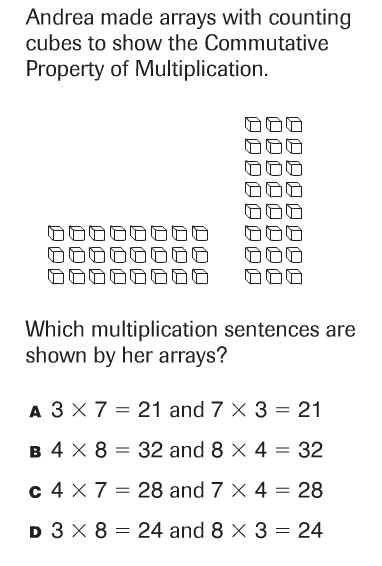 Andrea made arrays with counting
cubes to show the Commutative
Property of Multiplication.
Which multiplication sentences are
shown by her arrays?
A 3 × 7 = 21 and 7 × 3 = 21
B 4 × 8 = 32 and 8 × 4 = 32
C 4 × 7 = 28 and 7 × 4 = 28
D 3 × 8 = 24 and 8 × 3 = 24